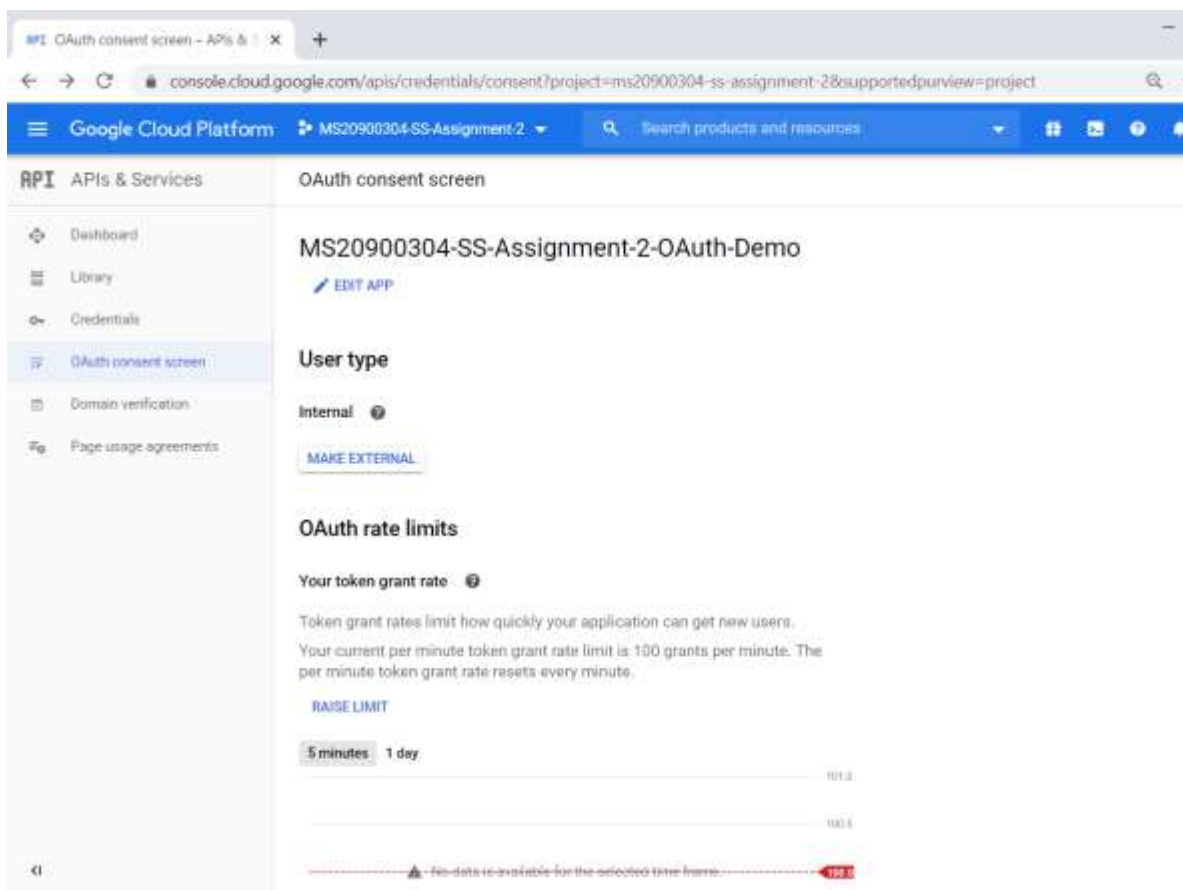 API OAuth consent screen – APIs &
console.cloud.google.com/apis/credentials/consent?project=ms20900304-ss-assignment-2&supportedpurview=project
Google Cloud Platform
MS20900304-SS-Assignment-2
Search products and resources
API APIs & Services
OAuth consent screen
Dashboard
Library
Credentials
OAuth consent screen
Domain verification
Page usage agreements
MS20900304-SS-Assignment-2-OAuth-Demo
EDIT APP
User type
Internal
MAKE EXTERNAL
OAuth rate limits
Your token grant rate
Token grant rates limit how quickly your application can get new users.
Your current per minute token grant rate limit is 100 grants per minute. The
per minute token grant rate resets every minute.
RAISE LIMIT
5 minutes 1 day
No data is available for the selected time frame.